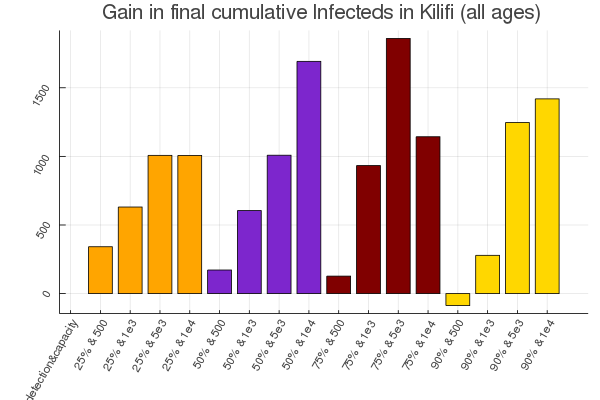 Gain in final cumulative Infecteds in Kilifi (all ages)
1500
1000
500
0
detection&capacity
25% & 500
25% & 1e3
25% & 5e3
25% & 1e4
50% & 500
50% & 1e3
50% & 5e3
50% & 1e4
75% & 500
75% & 1e3
75% & 5e3
75% & 1e4
90% & 500
90% & 1e3
90% & 5e3
90% & 1e4